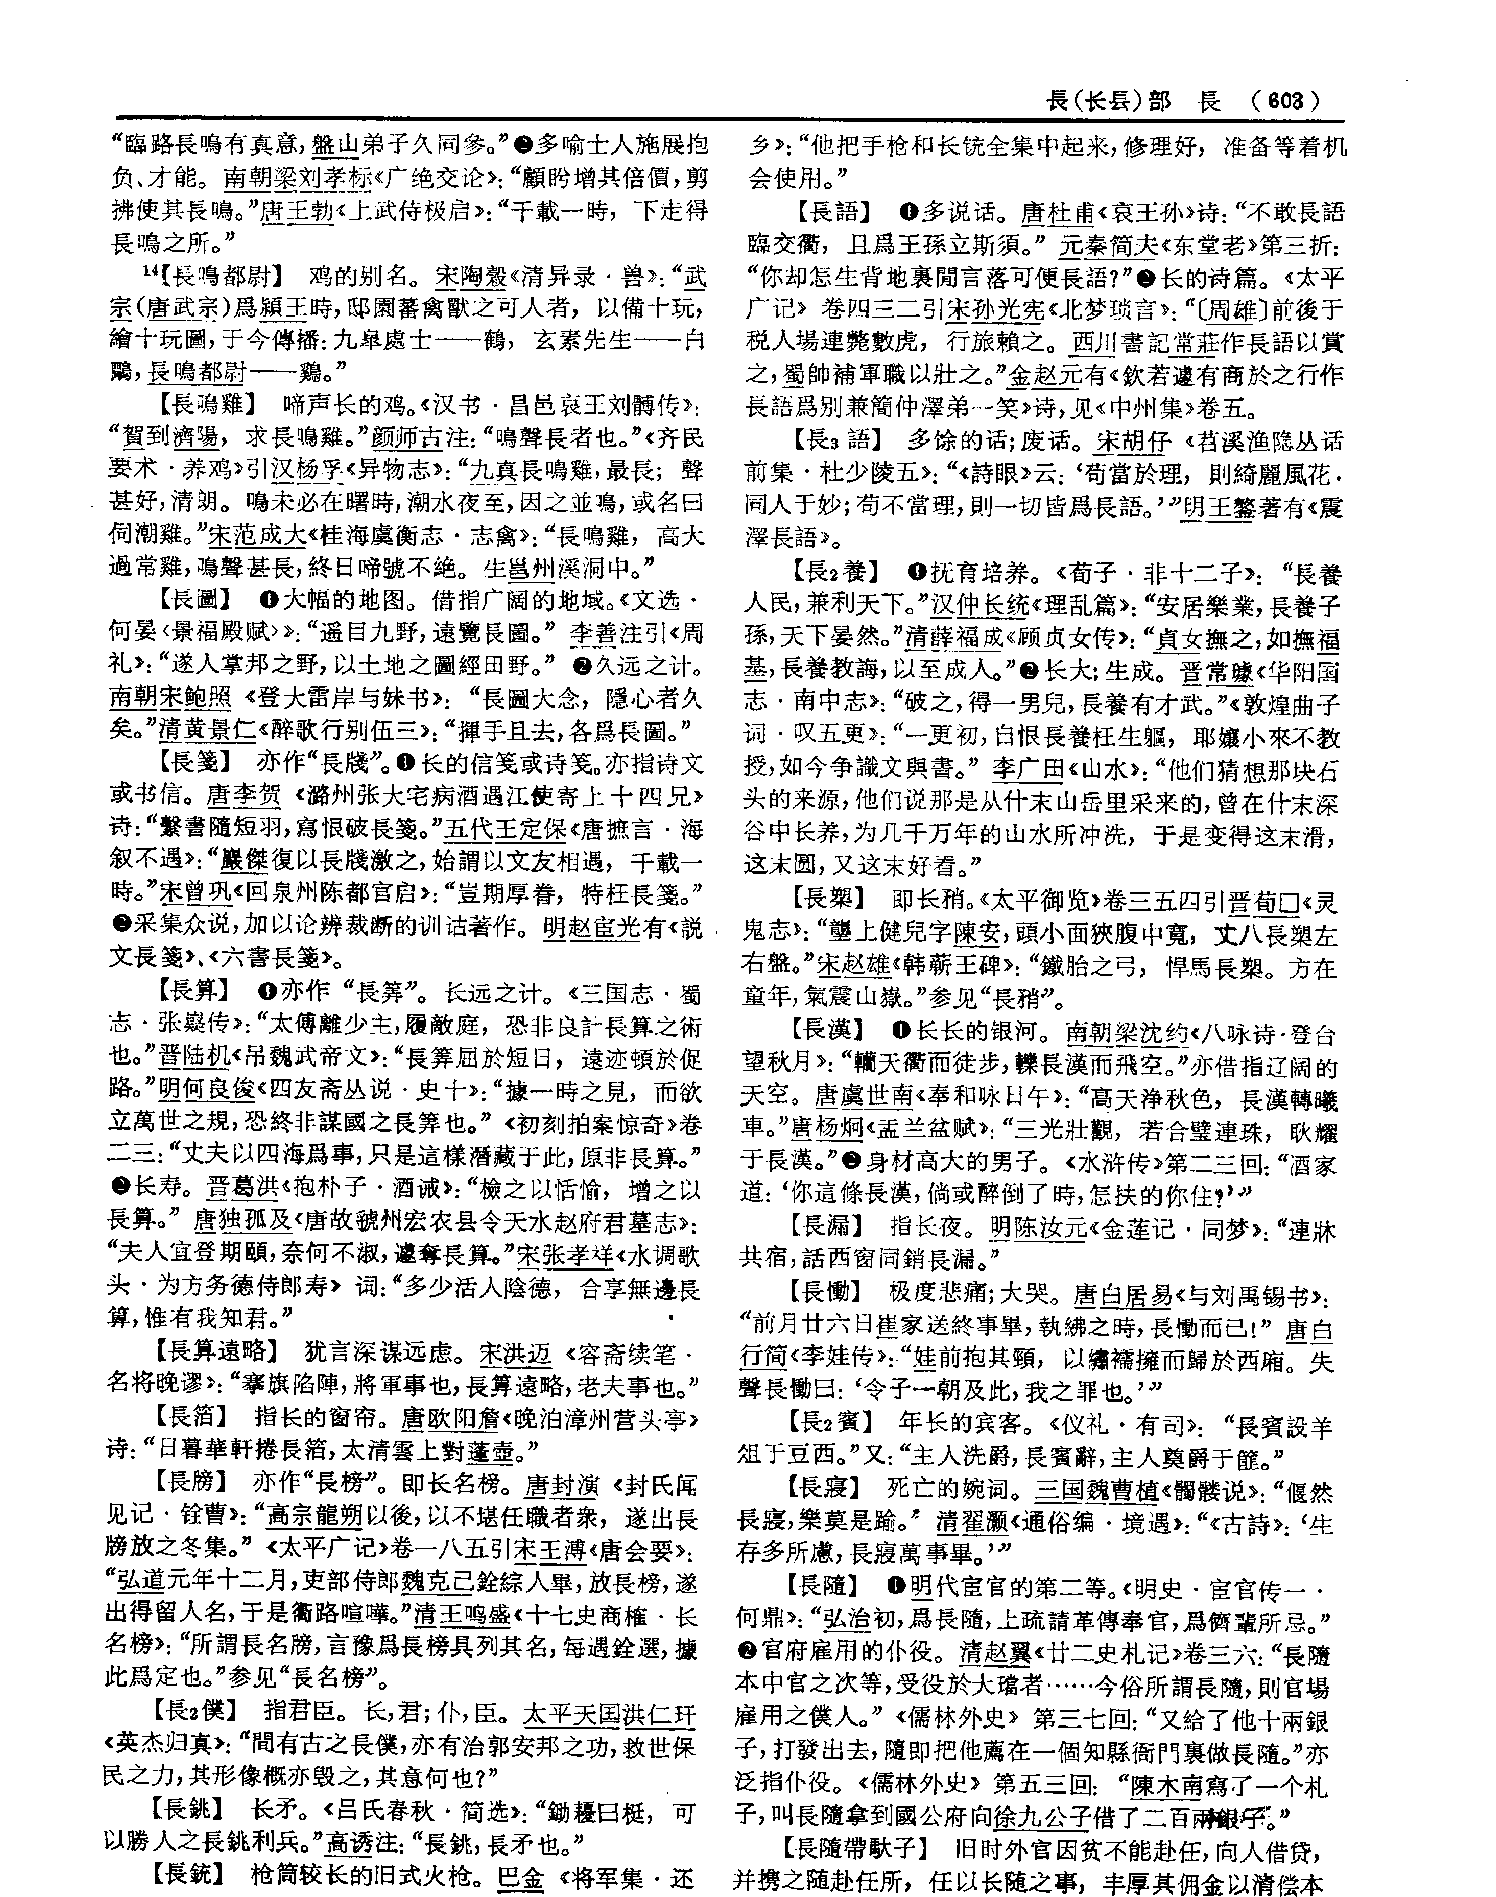 長(长镸)部　長　（603）
“臨路長鳴有真意，盤山弟子久同參。”❷多喻士人施展抱
负、才能。南朝梁刘孝标《广绝交论》：“顧眄增其倍價，剪
拂使其長鳴。”唐王勃《上武侍极启》：“千載一時，下走得
長鳴之所。”
14【長鳴都尉】　鸡的别名。宋陶穀《清异录·兽》：“武
宗(唐武宗)爲潁王時，邸園蓄禽獸之可人者，以備十玩，
繪十玩圖，于今傳播：九皋處士——鶴，玄素先生——白
鷳，長鳴都尉——鷄。”
【長鳴雞】　啼声长的鸡。《汉书·昌邑哀王刘髆传》：
“賀到濟陽，求長鳴雞。”颜师古注：“鳴聲長者也。”《齐民
要术·养鸡》引汉杨孚《异物志》：“九真長鳴雞，最長；聲
甚好，清朗。鳴未必在曙時，潮水夜至，因之並鳴，或名曰
伺潮雞。”宋范成大《桂海虞衡志·志禽》：“長鳴雞，高大
過常雞，鳴聲甚長，終日啼號不绝。生邕州溪洞中。”
【長圖】　❶大幅的地图。借指广阔的地域。《文选·
何晏〈景福殿赋〉》：“遥目九野，遠覽長圖。”李善注引《周
礼》：“遂人掌邦之野，以土地之圖經田野。”❷久远之计。
南朝宋鲍照《登大雷岸与妹书》：“長圖大念，隱心者久
矣。”清黄景仁《醉歌行别伍三》：“揮手且去，各爲長圖。”
【長箋】　亦作“長牋”。❶长的信笺或诗笺。亦指诗文
或书信。唐李贺《潞州张大宅病酒遇江使寄上十四兄》
诗：“繫書隨短羽，寫恨破長箋。”五代王定保《唐摭言·海
叙不遇》：“巖傑復以長牋激之，始謂以文友相遇，千載一
時。”宋曾巩《回泉州陈都官启》：“豈期厚眷，特枉長箋。”
❷采集众说，加以论辨裁断的训诂著作。明赵宧光有《説
文長箋》、《六書長箋》。
【長算】　❶亦作“長筭”。长远之计。《三国志·蜀
志·张嶷传》：“太傅離少主，履敵庭，恐非良計長算之術
也。”晋陆机《吊魏武帝文》：“長筭屈於短日，遠迹頓於促
路。”明何良俊《四友斋丛说·史十》：“據一時之見，而欲
立萬世之規，恐終非謀國之長筭也。”《初刻拍案惊奇》卷
二三：“丈夫以四海爲事，只是這樣潛藏于此，原非長算。”
❷长寿。晋葛洪《抱朴子·酒诫》：“檢之以恬愉，增之以
長算。”唐独孤及《唐故虢州宏农县令天水赵府君墓志》：
“夫人宜登期頤，奈何不淑，遽奪長算。”宋张孝祥《水调歌
头·为方务德侍郎寿》词：“多少活人陰德，合享無邊長
算，惟有我知君。”
【長算遠略】　犹言深谋远虑。宋洪迈《容斋续笔·
名将晚谬》：“搴旗陷陣，將軍事也，長算遠略，老夫事也。”
【長箔】　指长的窗帘。唐欧阳詹《晚泊漳州营头亭》
诗：“日暮華軒捲長箔，太清雲上對蓬壺。”
【長牓】　亦作“長榜”。即长名榜。唐封演《封氏闻
见记·铨曹》：“高宗龍朔以後，以不堪任職者衆，遂出長
牓放之冬集。”《太平广记》卷一八五引宋王溥《唐会要》：
“弘道元年十二月，吏部侍郎魏克己銓綜人畢，放長榜，遂
出得留人名，于是衢路喧嘩。”清王鸣盛《十七史商榷·长
名榜》：“所謂長名牓，言豫爲長榜具列其名，每遇銓選，據
此爲定也。”参见“長名榜”。
【長2僕】　指君臣。长，君；仆，臣。太平天国洪仁玕
《英杰归真》：“間有古之長僕，亦有治郭安邦之功，救世保
民之力，其形像概亦毁之，其意何也？”
【長銚】　长矛。《吕氏春秋·简选》：“鋤櫌曰梃，可
以勝人之長銚利兵。”高诱注：“長銚，長矛也。”
【長銃】　枪筒较长的旧式火枪。巴金《将军集·还
乡》：“他把手枪和长铳全集中起来，修理好，准备等着机
会使用。”
【長語】　❶多说话。唐杜甫《哀王孙》诗：“不敢長語
臨交衢，且爲王孫立斯須。”元秦简夫《东堂老》第三折：
“你却怎生背地裏閒言落可便長語？”❷长的诗篇。《太平
广记》卷四三二引宋孙光宪《北梦琐言》：“〔周雄〕前後于
税人場連斃數虎，行旅賴之。西川書記常莊作長語以賞
之，蜀帥補軍職以壯之。”金赵元有《欽若遽有商於之行作
長語爲别兼簡仲澤弟一笑》诗，见《中州集》卷五。
【長3語】　多馀的话；废话。宋胡仔《苕溪渔隐丛话
前集·杜少陵五》：“《詩眼》云：‘苟當於理，則綺麗風花·
同人于妙；苟不當理，則一切皆爲長語。’”明王鏊著有《震
澤長語》。
【長2養】　❶抚育培养。《荀子·非十二子》：“長養
人民，兼利天下。”汉仲长统《理乱篇》：“安居樂業，長養子
孫，天下晏然。”清薛福成《顾贞女传》：“貞女撫之，如撫福
基，長養教誨，以至成人。”❷长大；生成。晋常璩《华阳国
志·南中志》：“破之，得一男兒，長養有才武。”《敦煌曲子
词·叹五更》：“一更初，自恨長養枉生軀，耶孃小來不教
授，如今争識文與書。”李广田《山水》：“他们猜想那块石
头的来源，他们说那是从什末山岳里采来的，曾在什末深
谷中长养，为几千万年的山水所冲洗，于是变得这末滑，
这末圆，又这末好看。”
【長槊】　即长矟。《太平御览》卷三五四引晋荀□《灵
鬼志》：“壟上健兒字陳安，頭小面狹腹中寬，丈八長槊左
右盤。”宋赵雄《韩蕲王碑》：“鐵胎之弓，悍馬長槊。方在
童年，氣震山嶽。”参见“長矟”。
【長漢】　❶长长的银河。南朝梁沈约《八咏诗·登台
望秋月》：“轥天衢而徒步，轢長漢而飛空。”亦借指辽阔的
天空。唐虞世南《奉和咏日午》：“高天净秋色，長漢轉曦
車。”唐杨炯《盂兰盆赋》：“三光壯觀，若合璧連珠，耿耀
于長漢。”❷身材高大的男子。《水浒传》第二三回：“酒家
道：‘你這條長漢，倘或醉倒了時，怎扶的你住？’”
【長漏】　指长夜。明陈汝元《金莲记·同梦》：“連牀
共宿，話西窗同銷長漏。”
【長慟】　极度悲痛；大哭。唐白居易《与刘禹锡书》：
“前月廿六日崔家送終事畢，執紼之時，長慟而已！”唐白
行简《李娃传》：“娃前抱其頸，以繡襦擁而歸於西廂。失
聲長慟曰：‘令子一朝及此，我之罪也。’”
【長2賓】　年长的宾客。《仪礼·有司》：“長賓設羊
俎于豆西。”又：“主人洗爵，長賓辭，主人奠爵于篚。”
【長寢】　死亡的婉词。三国魏曹植《髑髅说》：“偃然
長寢，樂莫是踰。”清翟灏《通俗编·境遇》：“《古詩》：‘生
存多所慮，長寢萬事畢。’”
【長隨】　❶明代宦官的第二等。《明史·宦官传一·
何鼎》：“弘治初，爲長隨，上疏請革傳奉官，爲儕輩所忌。”
❷官府雇用的仆役。清赵翼《廿二史札记》卷三六：“長隨
本中官之次等，受役於大璫者……今俗所謂長隨，則官場
雇用之僕人。”《儒林外史》第三七回：“又給了他十兩銀
子，打發出去，隨即把他薦在一個知縣衙門裏做長隨。”亦
泛指仆役。《儒林外史》第五三回：“陳木南寫了一个札
子，叫長隨拿到國公府向徐九公子借了二百兩銀子。”
【長隨帶馱子】　旧时外官因贫不能赴任，向人借贷，
并携之随赴任所，任以长随之事，丰厚其佣金以清偿本